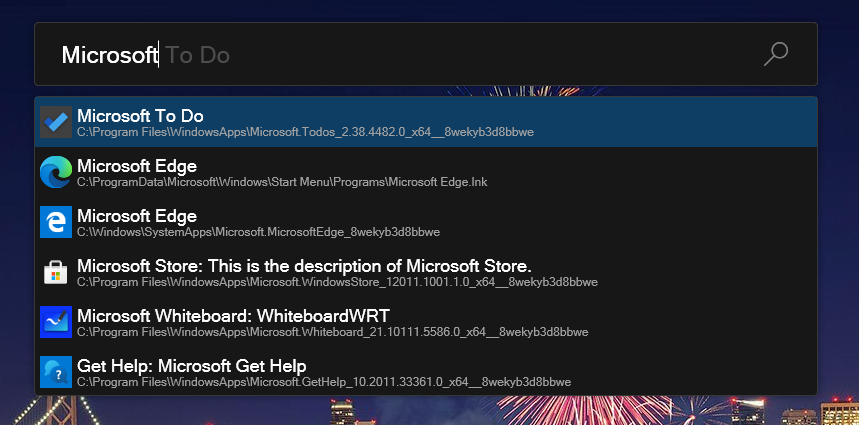 Microsoft To Do
Microsoft To Do
C:\Program Files\WindowsApps\Microsoft.Todos_2.38.4482.0_x64__8wekyb3d8bbwe
Microsoft Edge
C:\ProgramData\Microsoft\Windows\Start Menu\Programs\Microsoft Edge.lnk
Microsoft Edge
C:\Windows\SystemApps\Microsoft.MicrosoftEdge_8wekyb3d8bbwe
Microsoft Store: This is the description of Microsoft Store.
C:\Program Files\WindowsApps\Microsoft.WindowsStore_12011.1001.1.0_x64__8wekyb3d8bbwe
Microsoft Whiteboard: WhiteboardWRT
C:\Program Files\WindowsApps\Microsoft.Whiteboard_21.10111.5586.0_x64__8wekyb3d8bbwe
Get Help: Microsoft Get Help
C:\Program Files\WindowsApps\Microsoft.GetHelp_10.2011.33361.0_x64__8wekyb3d8bbwe